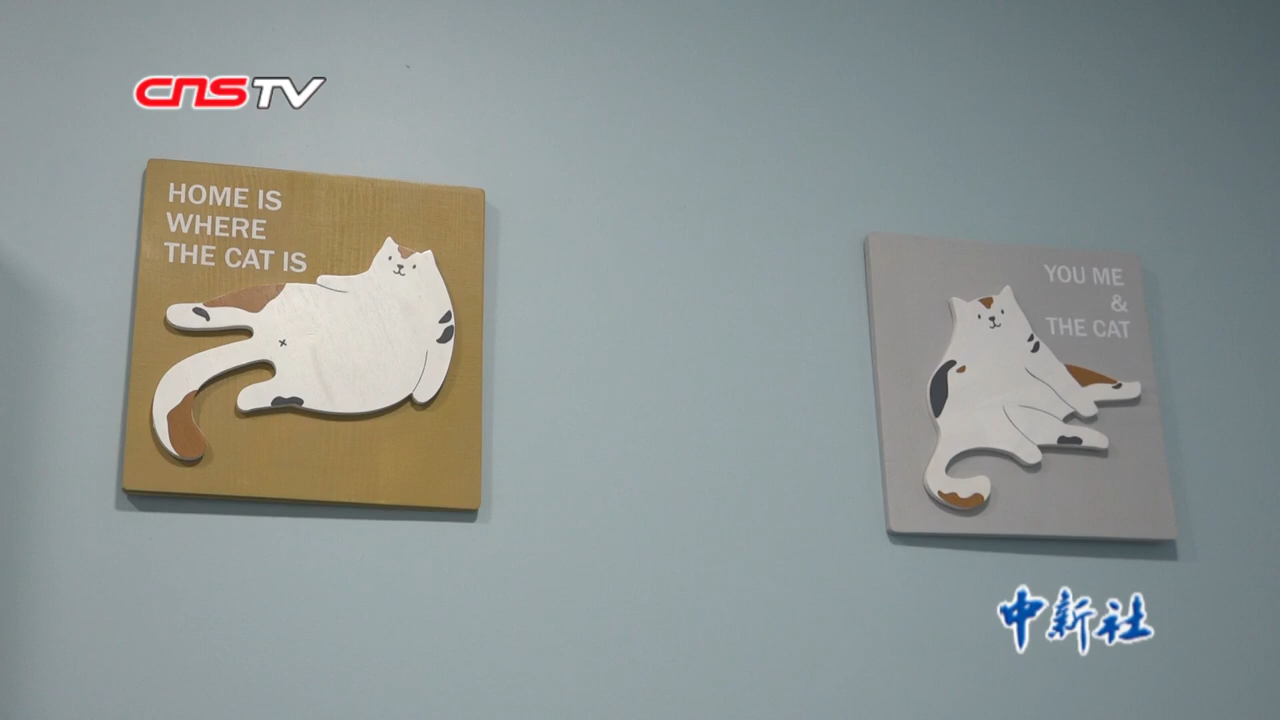 CNSTV
HOME IS
WHERE
THE CAT IS
YOU ME
&
THE CAT
中新社